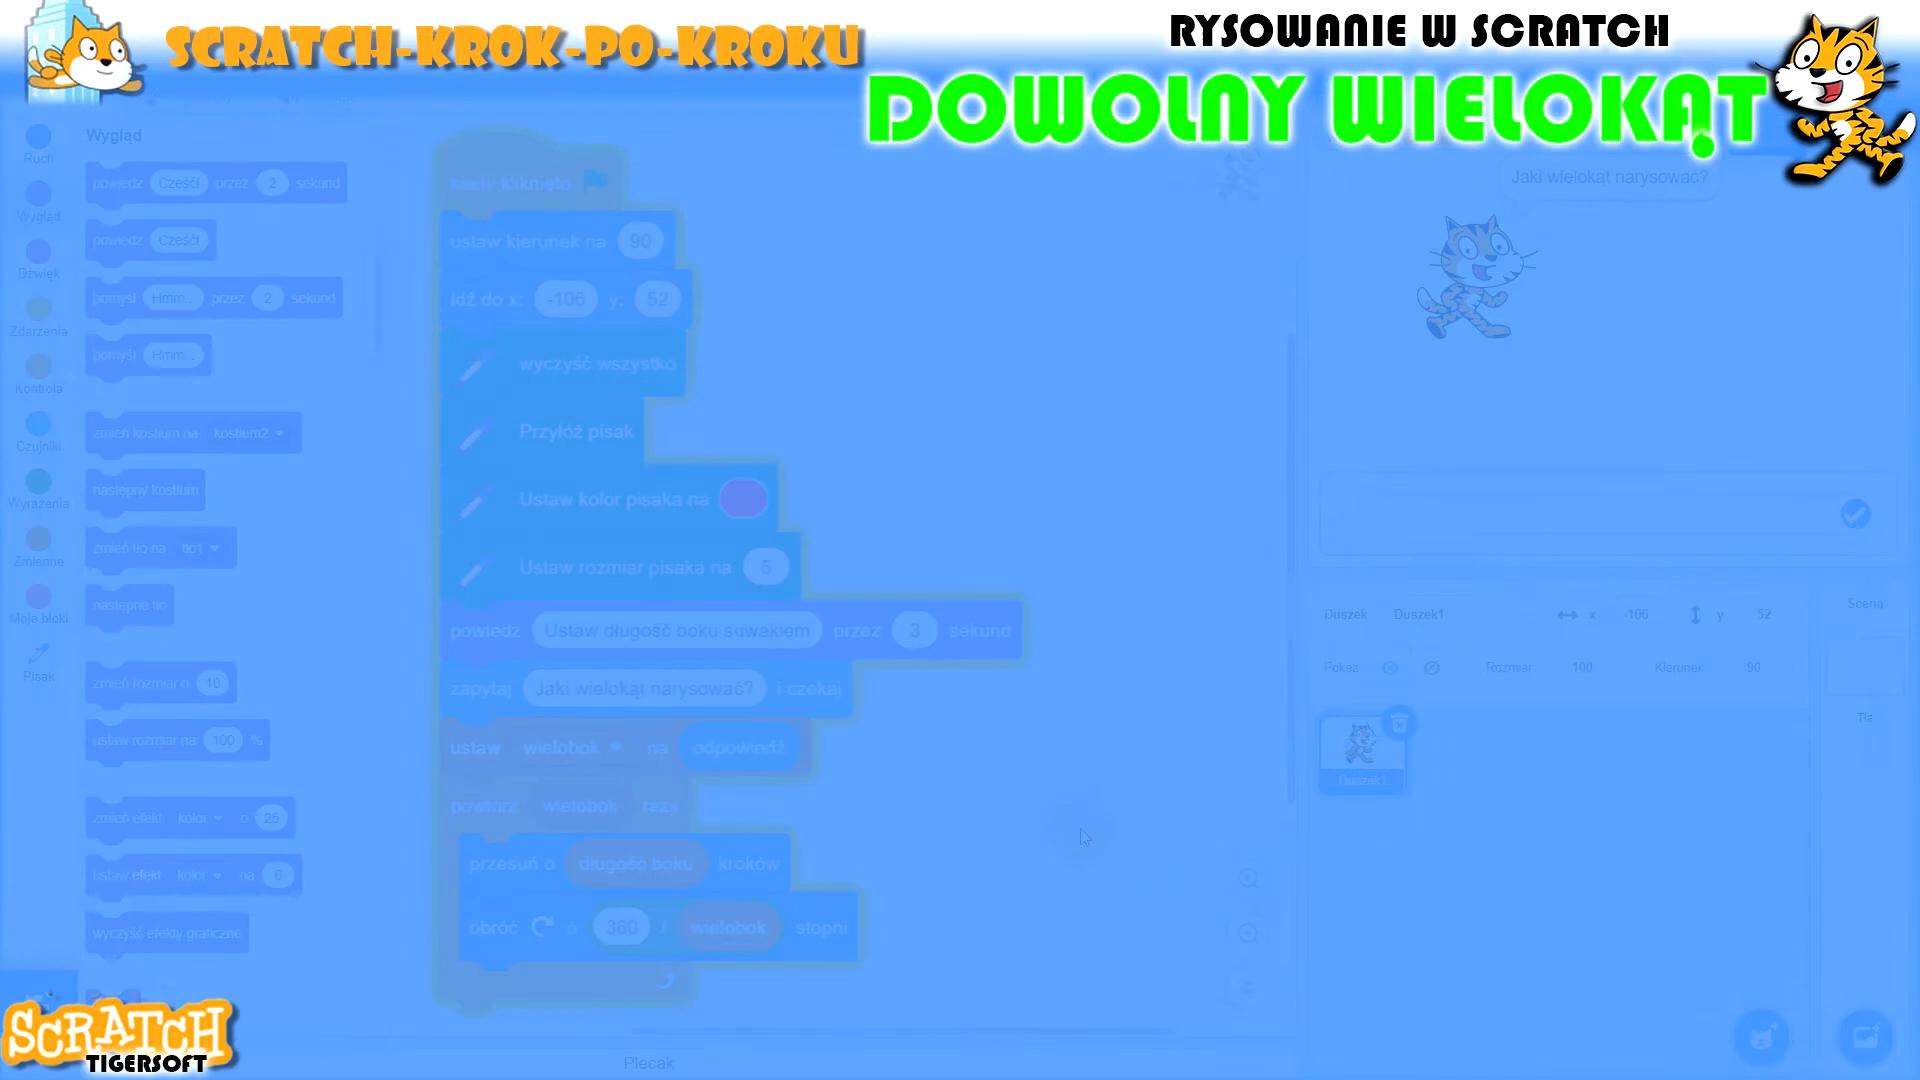 SCRATCH-KROK-PO-KROKU
RYSOWANIE W SCRATCH
DOWOLNY WIELOKĄT
Ruch
Wygląd
Dźwięk
Zdarzenia
Kontrola
Czujniki
Wyrażenia
Zmienne
Moje bloki
Pisak
Wygląd
powiedz Cześć! przez 2 sekund
powiedz Cześć!
pomyśl Hmm... przez 2 sekund
pomyśl Hmm...
zmień kostium na kostium2
następny kostium
zmień tło na tło1
następne tło
zmień rozmiar o 10
ustaw rozmiar na 100 %
zmień efekt kolor o 25
ustaw efekt kolor na 0
wyczyść efekty graficzne
kiedy kliknięto
ustaw kierunek na 90
Idź do x: -106 y: 52
wyczyść wszystko
Przyłóż pisak
Ustaw kolor pisaka na
Ustaw rozmiar pisaka na 5
powiedz Ustaw długość boku suwakiem przez 3 sekund
zapytaj Jaki wielokąt narysować? i czekaj
ustaw wielobok na odpowiedź
powtórz wielobok razy
przesuń o długość boku kroków
obróć o 360 / wielobok stopni
Plecak
Jaki wielokąt narysować?
Duszek Duszek1 x -106 y 52
Pokaż Rozmiar 100 Kierunek 90
Duszek1
Scena
Tła
SCRATCH
TIGERSOFT